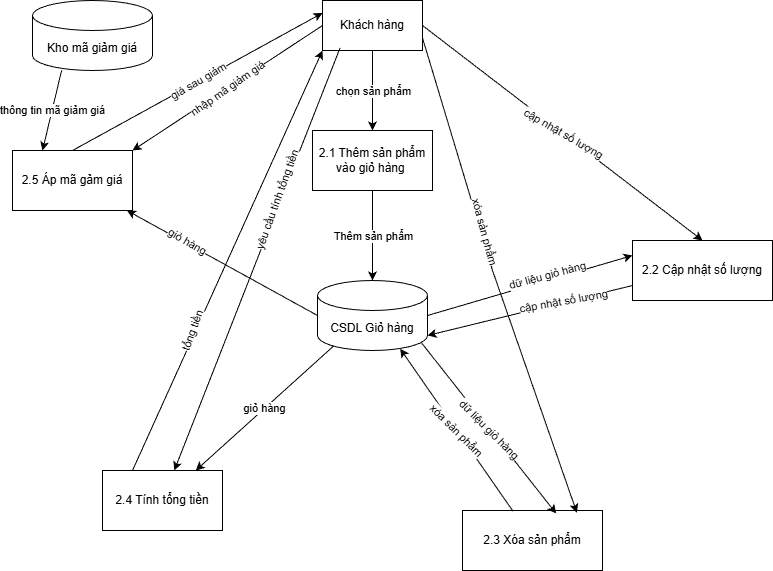 Khách hàng
Kho mã giảm giá
giá sau giảm
nhập mã giảm giá
thông tin mã giảm giá
chọn sản phẩm
cập nhật số lượng
2.5 Áp mã gảm giá
2.1 Thêm sản phẩm
vào giỏ hàng
yêu cầu tính tổng tiền
xóa sản phẩm
giỏ hàng
Thêm sản phẩm
dữ liệu giỏ hàng
2.2 Cập nhật số lượng
cập nhật số lượng
CSDL Giỏ hàng
tổng tiền
giỏ hàng
xóa sản phẩm
dữ liệu giỏ hàng
2.4 Tính tổng tiền
2.3 Xóa sản phẩm